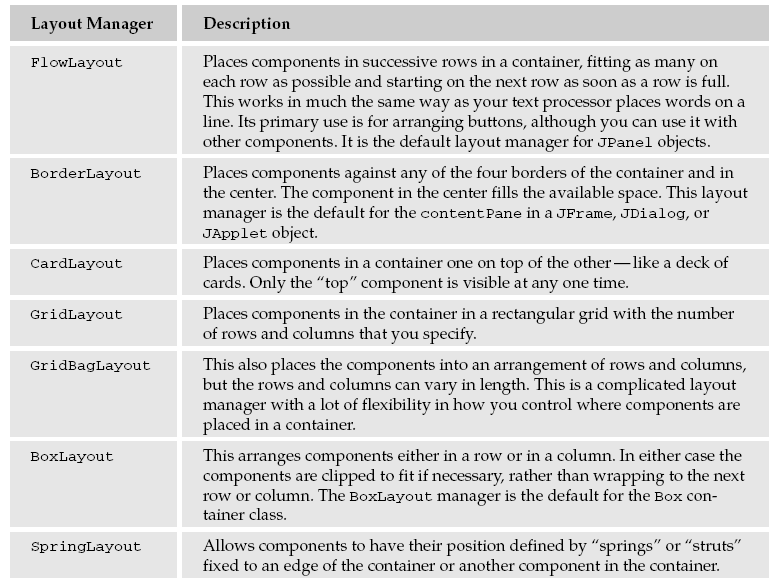 Layout Manager Description
FlowLayout Places components in successive rows in a container, fitting as many on
each row as possible and starting on the next row as soon as a row is full.
This works in much the same way as your text processor places words on a
line. Its primary use is for arranging buttons, although you can use it with
other components. It is the default layout manager for JPanel objects.
BorderLayout Places components against any of the four borders of the container and in
the center. The component in the center fills the available space. This layout
manager is the default for the contentPane in a JFrame, JDialog, or
JApplet object.
CardLayout Places components in a container one on top of the other—like a deck of
cards. Only the “top” component is visible at any one time.
GridLayout Places components in the container in a rectangular grid with the number
of rows and columns that you specify.
GridBagLayout This also places the components into an arrangement of rows and columns,
but the rows and columns can vary in length. This is a complicated layout
manager with a lot of flexibility in how you control where components are
placed in a container.
BoxLayout This arranges components either in a row or in a column. In either case the
components are clipped to fit if necessary, rather than wrapping to the next
row or column. The BoxLayout manager is the default for the Box con-
tainer class.
SpringLayout Allows components to have their position defined by “springs” or “struts”
fixed to an edge of the container or another component in the container.